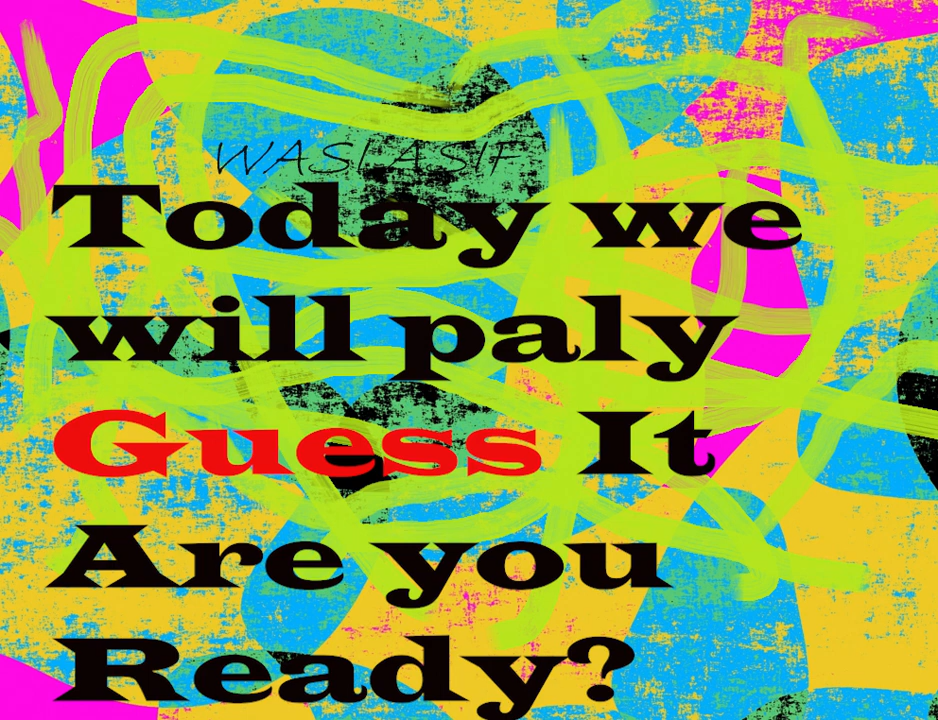 WASI ASIF
Today we
will paly
Guess It
Are you
Ready?